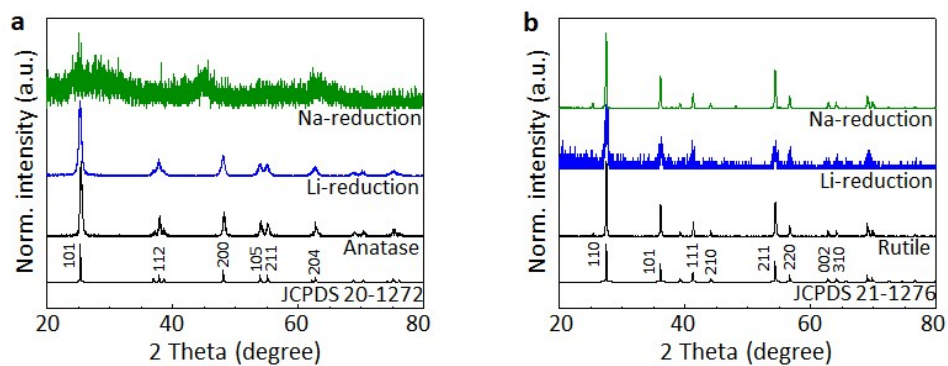 a
Norm. intensity (a.u.)
Na-reduction
Li-reduction
Anatase
101
112
200
105
211
204
JCPDS 20-1272
20 40 60 80
2 Theta (degree)
b
Norm. intensity (a.u.)
Na-reduction
Li-reduction
Rutile
110
101
111
210
211
220
002
310
JCPDS 21-1276
20 40 60 80
2 Theta (degree)